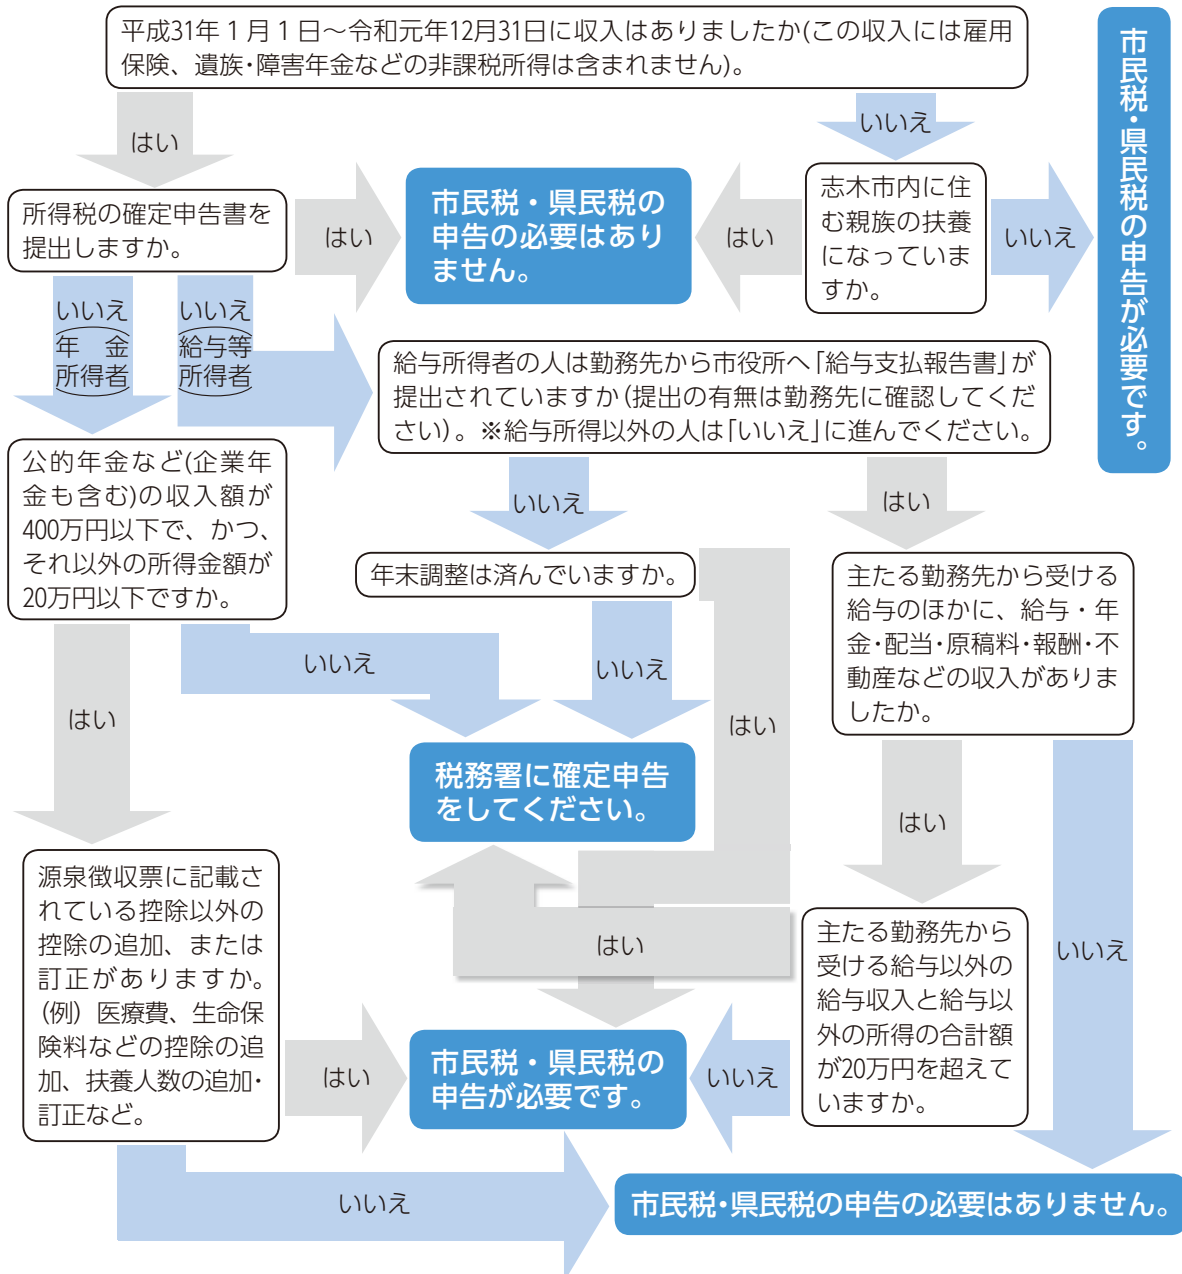 平成31年1月1日～令和元年12月31日に収入はありましたか(この収入には雇用
保険、遺族・障害年金などの非課税所得は含まれません)。
はい
いいえ
市民税・県民税の申告が必要です。
所得税の確定申告書を
提出しますか。
はい
市民税・県民税の
申告の必要はあり
ません。
はい
志木市内に住
む親族の扶養
になっていま
すか。
いいえ
いいえ
(年　金
所得者)
いいえ
(給与等
所得者)
給与所得者の人は勤務先から市役所へ「給与支払報告書」が
提出されていますか(提出の有無は勤務先に確認してくだ
さい)。※給与所得以外の人は「いいえ」に進んでください。
公的年金など(企業年
金も含む)の収入額が
400万円以下で、かつ、
それ以外の所得金額が
20万円以下ですか。
いいえ
はい
年末調整は済んでいますか。
主たる勤務先から受ける
給与のほかに、給与・年
金・配当・原稿料・報酬・不
動産などの収入がありま
したか。
いいえ
いいえ
はい
はい
税務署に確定申告
をしてください。
はい
源泉徴収票に記載さ
れている控除以外の
控除の追加、または
訂正がありますか。
(例) 医療費、生命保
険料などの控除の追
加、扶養人数の追加・
訂正など。
はい
主たる勤務先から
受ける給与以外の
給与収入と給与以
外の所得の合計額
が20万円を超えて
いますか。
いいえ
はい
市民税・県民税の
申告が必要です。
いいえ
いいえ
市民税・県民税の申告の必要はありません。